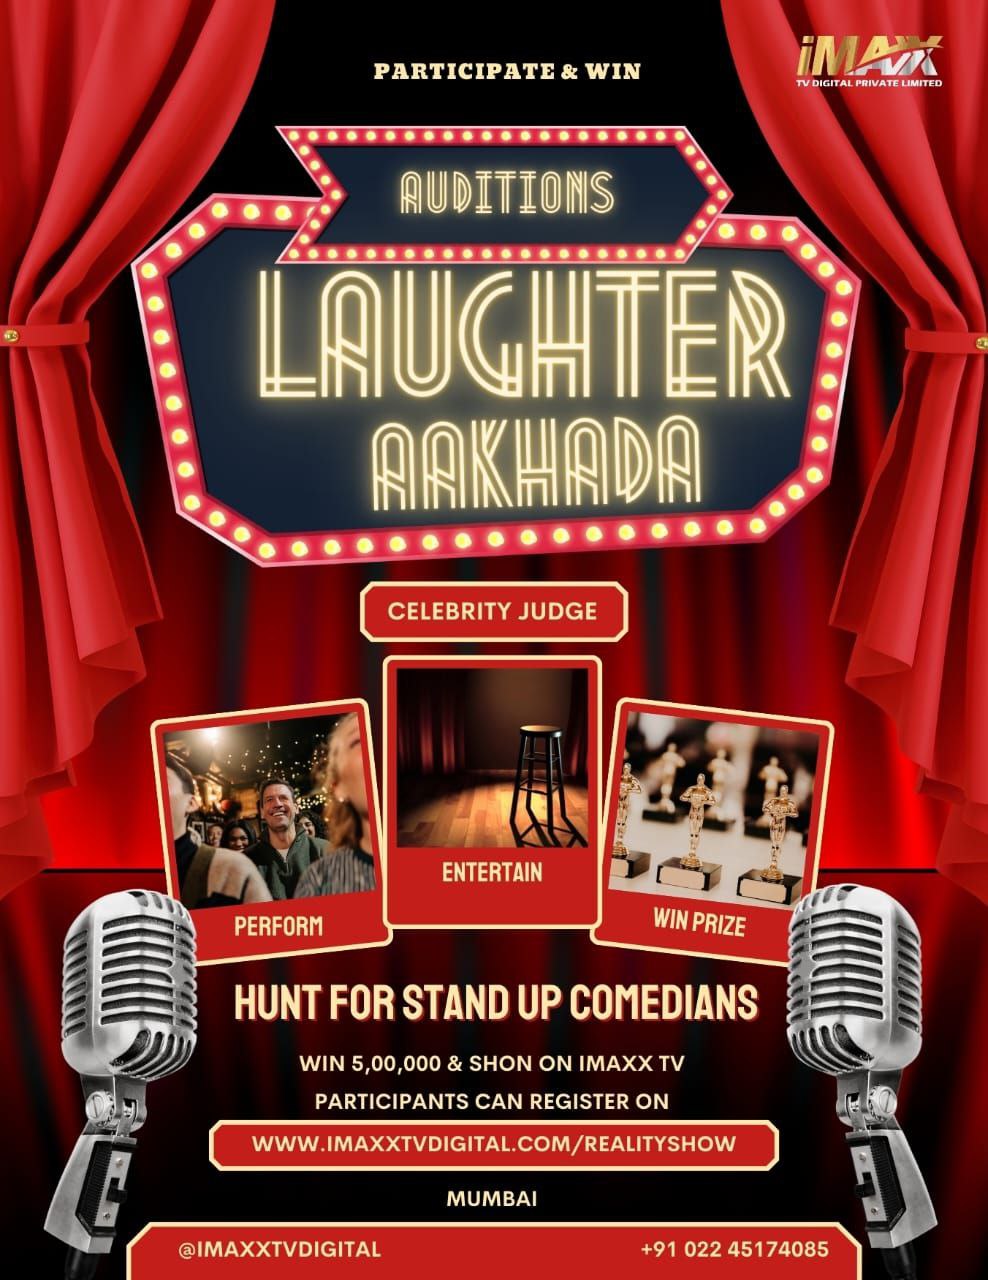 PARTICIPATE & WIN
iMAXX
TV DIGITAL PRIVATE LIMITED
AUDITIONS
LAUGHTER
AAKHADA
CELEBRITY JUDGE
PERFORM
ENTERTAIN
WIN PRIZE
HUNT FOR STAND UP COMEDIANS
WIN 5,00,000 & SHON ON IMAXX TV
PARTICIPANTS CAN REGISTER ON
WWW.IMAXXTVDIGITAL.COM/REALITYSHOW
MUMBAI
@IMAXXTVDIGITAL +91 022 45174085